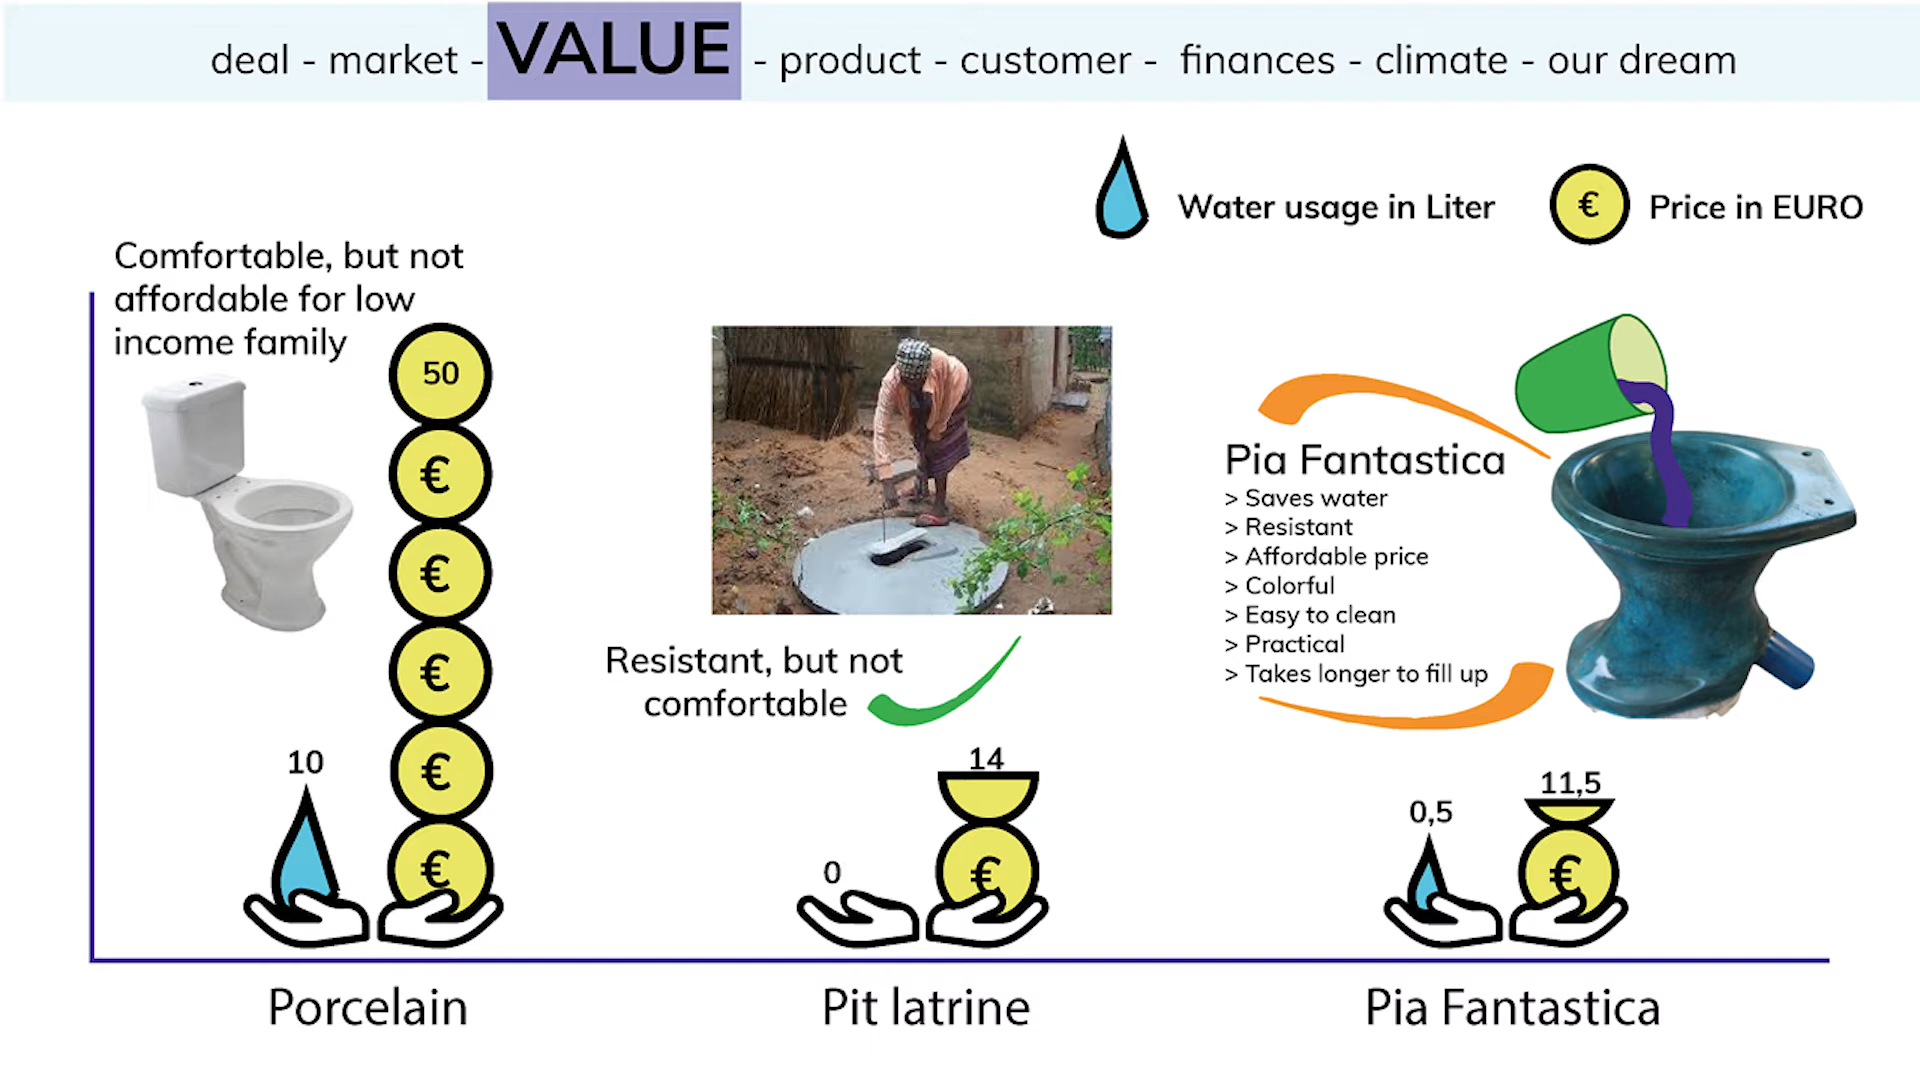 deal - market - VALUE - product - customer - finances - climate - our dream
Water usage in Liter
€ Price in EURO
Comfortable, but not
affordable for low
income family
50
€
€
€
€
€
10
Porcelain
Resistant, but not
comfortable
14
0
€
Pit latrine
Pia Fantastica
> Saves water
> Resistant
> Affordable price
> Colorful
> Easy to clean
> Practical
> Takes longer to fill up
11,5
0,5
€
Pia Fantastica